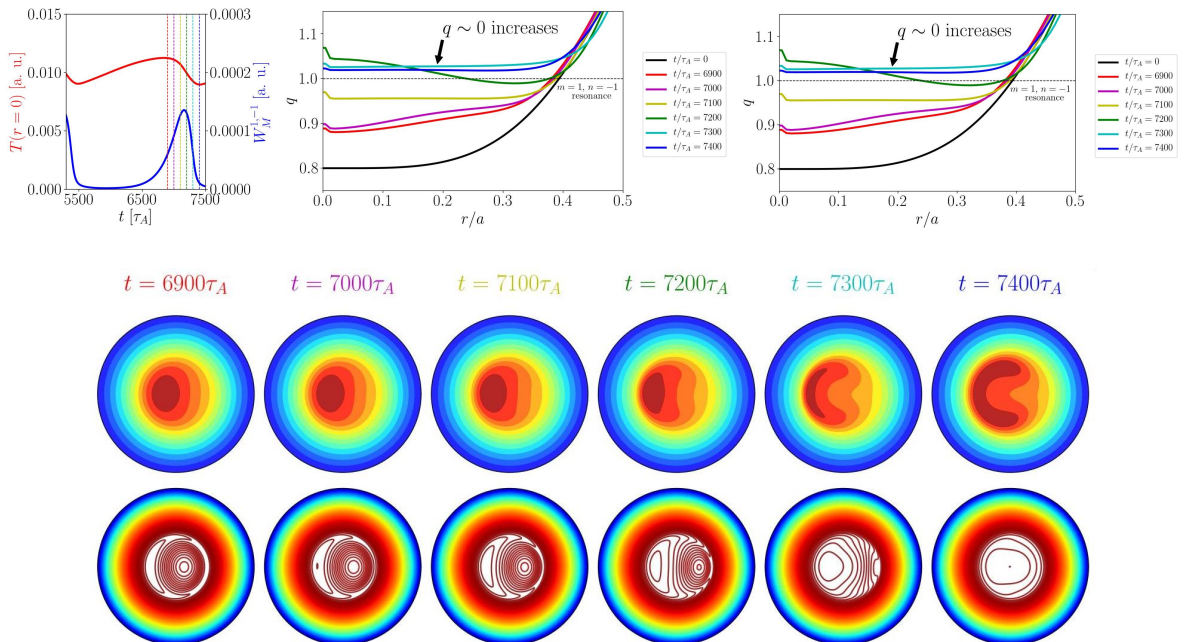 0.015
0.010
0.005
0.000
T(r = 0) [a. u.]
0.0003
0.0002
0.0001
0.0000
W_M^{1,−1} [a. u.]
5500
6500
7500
t [τ_A]
q ∼ 0 increases
1.1
1.0
0.9
0.8
q
m = 1, n = −1
resonance
0.0
0.1
0.2
0.3
0.4
0.5
r/a
t/τ_A = 0
t/τ_A = 6900
t/τ_A = 7000
t/τ_A = 7100
t/τ_A = 7200
t/τ_A = 7300
t/τ_A = 7400
q ∼ 0 increases
1.1
1.0
0.9
0.8
q
m = 1, n = −1
resonance
0.0
0.1
0.2
0.3
0.4
0.5
r/a
t/τ_A = 0
t/τ_A = 6900
t/τ_A = 7000
t/τ_A = 7100
t/τ_A = 7200
t/τ_A = 7300
t/τ_A = 7400
t = 6900τ_A
t = 7000τ_A
t = 7100τ_A
t = 7200τ_A
t = 7300τ_A
t = 7400τ_A